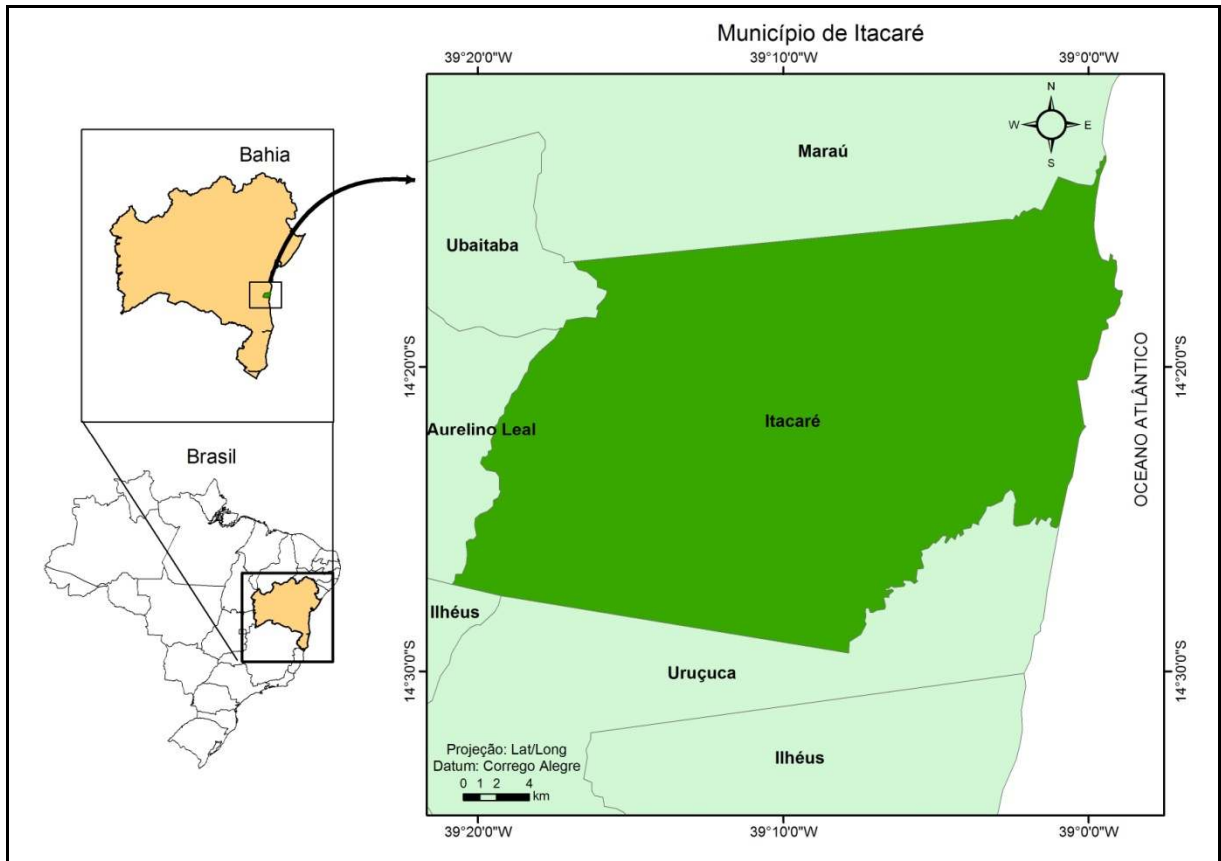 Município de Itacaré
39°20'0"W
39°10'0"W
39°0'0"W
Bahia
N
W
E
S
Maraú
Ubaitaba
14°20'0"S
14°20'0"S
OCEANO ATLÂNTICO
Aurelino Leal
Itacaré
Brasil
Ilhéus
Uruçuca
14°30'0"S
14°30'0"S
Projeção: Lat/Long
Datum: Corrego Alegre
0 1 2 4
km
Ilhéus
39°20'0"W
39°10'0"W
39°0'0"W